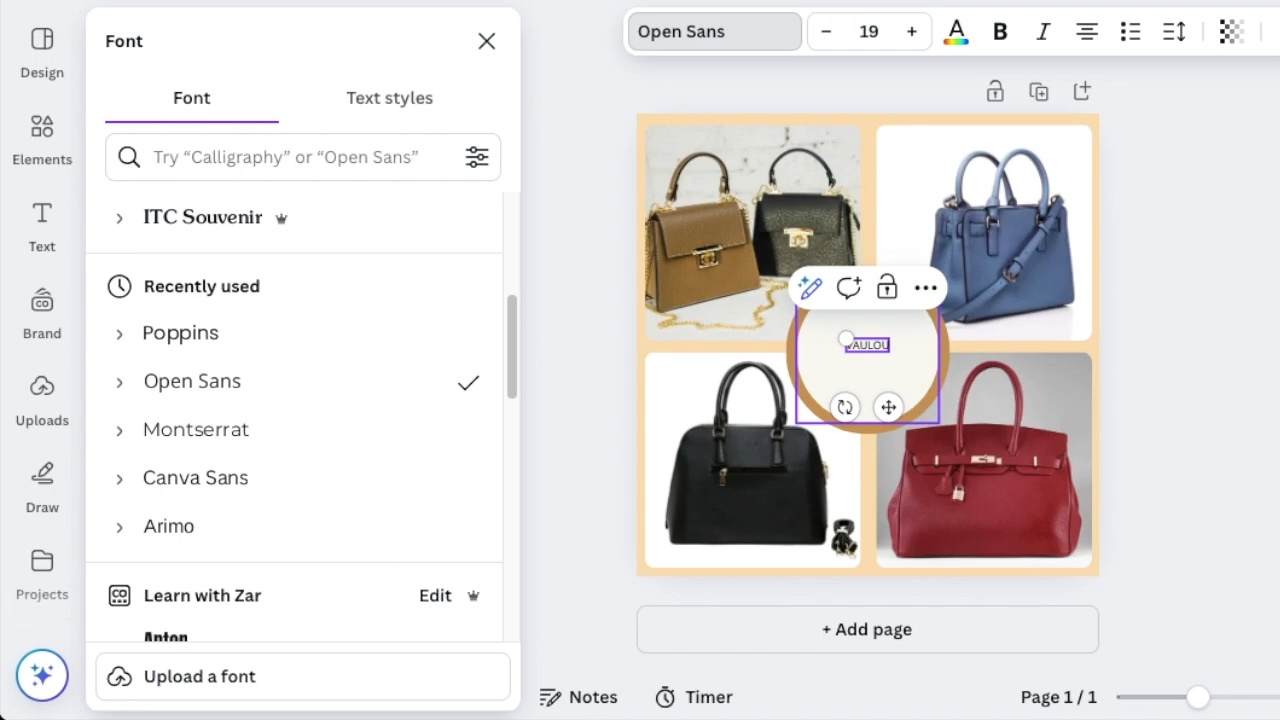 Design
Elements
Text
Brand
Uploads
Draw
Projects
Font
Font
Text styles
Try “Calligraphy” or “Open Sans”
ITC Souvenir
Recently used
Poppins
Open Sans
Montserrat
Canva Sans
Arimo
Learn with Zar
Edit
Anton
Upload a font
Open Sans
– 19 +
A B I
+ Add page
Notes
Timer
Page 1 / 1